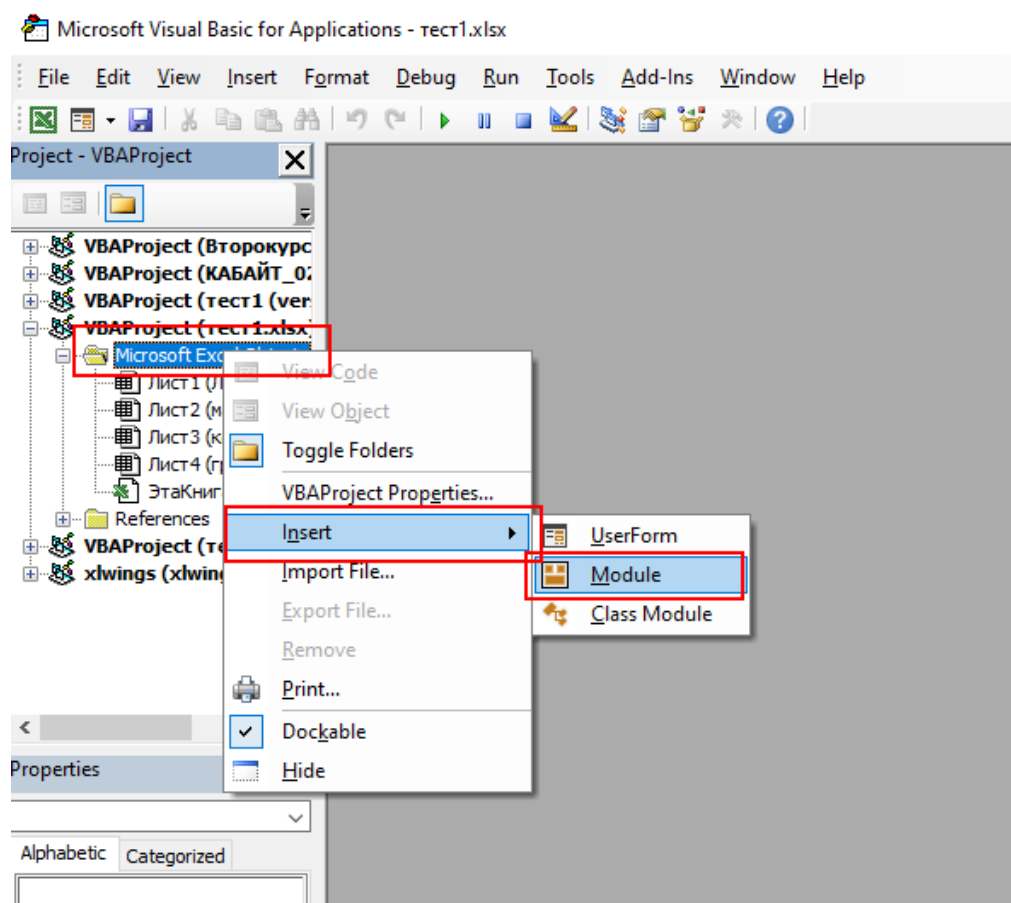 Microsoft Visual Basic for Applications - тест1.xlsx
File Edit View Insert Format Debug Run Tools Add-Ins Window Help
Project - VBAProject
VBAProject (Второкурс
VBAProject (КАБАЙТ_02
VBAProject (тест1 (ver
VBAProject (тест1.xlsx)
Microsoft Excel Objects
Лист1 (Л
Лист2 (м
Лист3 (к
Лист4 (г
ЭтаКниг
References
VBAProject (те
xlwings (xlwing
View Code
View Object
Toggle Folders
VBAProject Properties...
Insert
Import File...
Export File...
Remove
Print...
Dockable
Hide
UserForm
Module
Class Module
Properties
Alphabetic Categorized